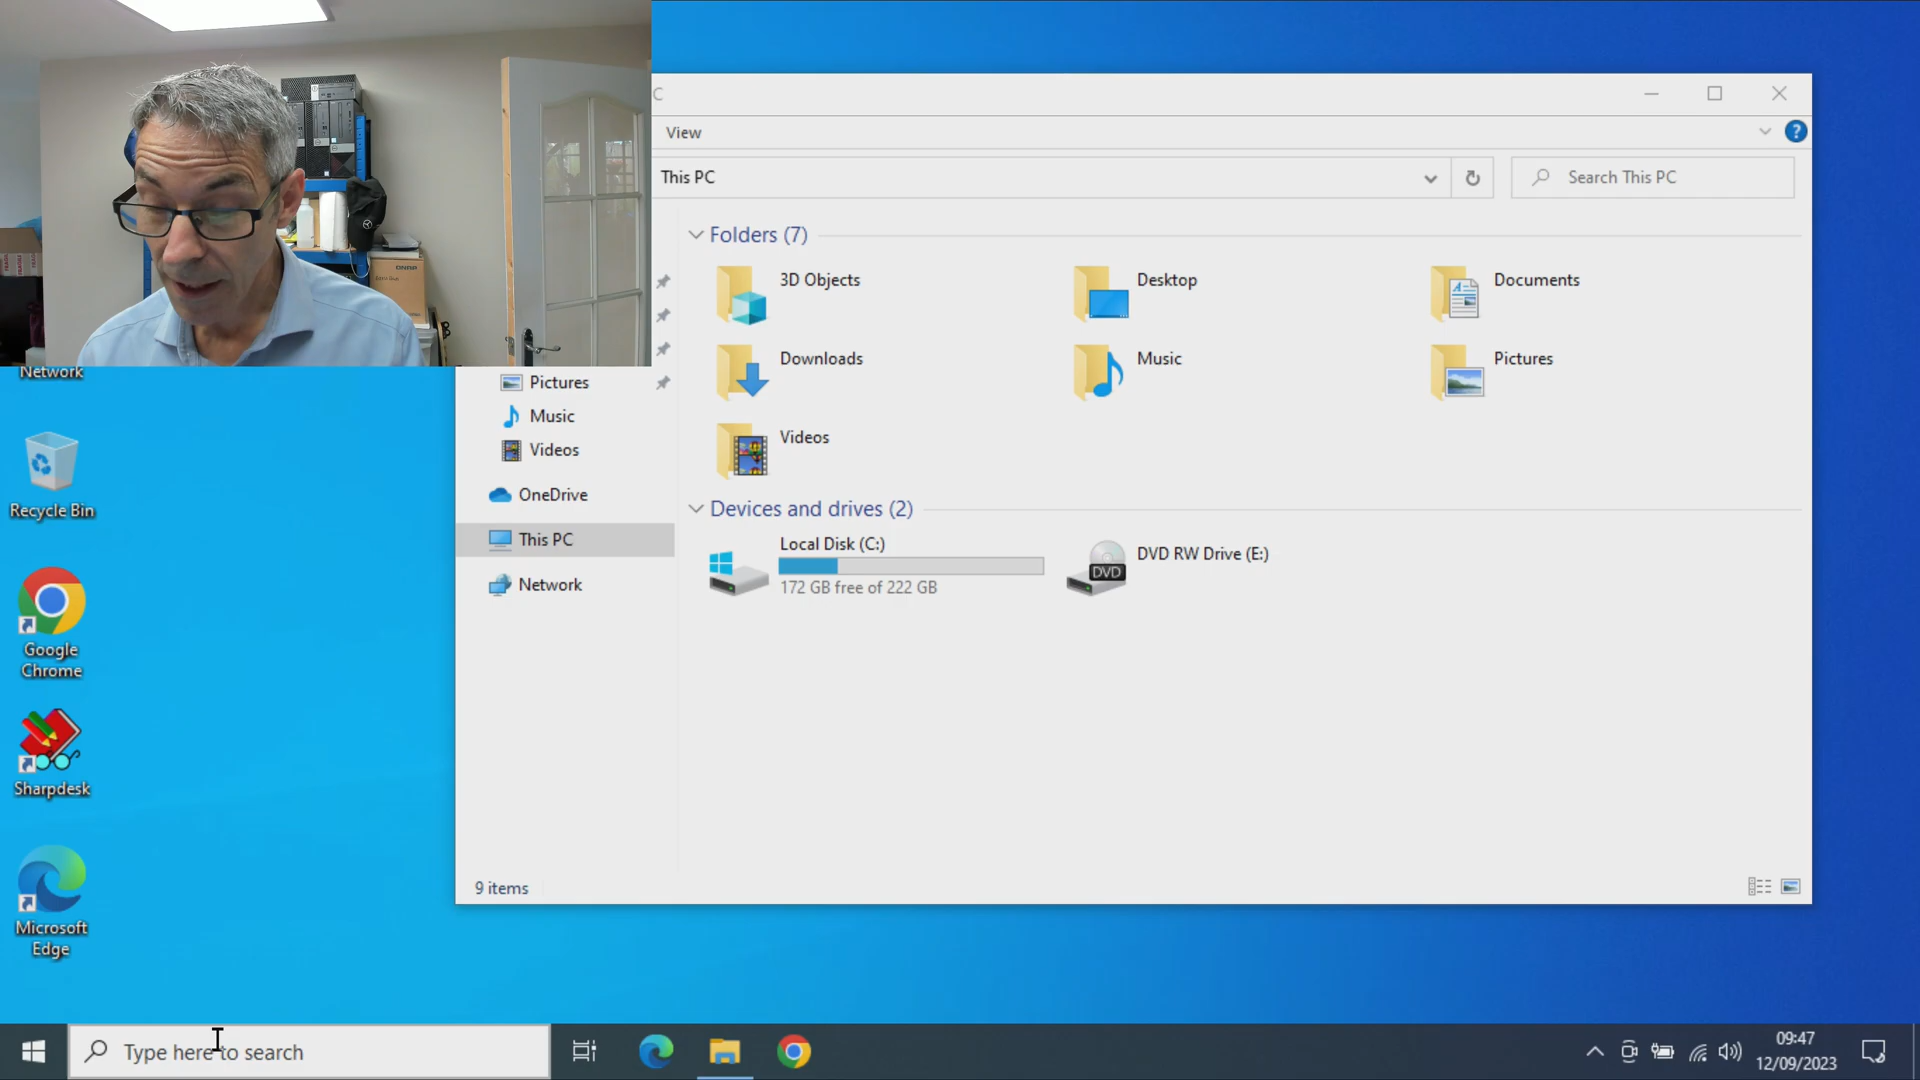 C
View
This PC
Search This PC
Folders (7)
3D Objects
Desktop
Documents
Downloads
Music
Pictures
Videos
Devices and drives (2)
Local Disk (C:)
172 GB free of 222 GB
DVD
DVD RW Drive (E:)
Pictures
Music
Videos
OneDrive
This PC
Network
9 items
Network
Recycle Bin
Google
Chrome
Sharpdesk
Microsoft
Edge
Type here to search
09:47
12/09/2023